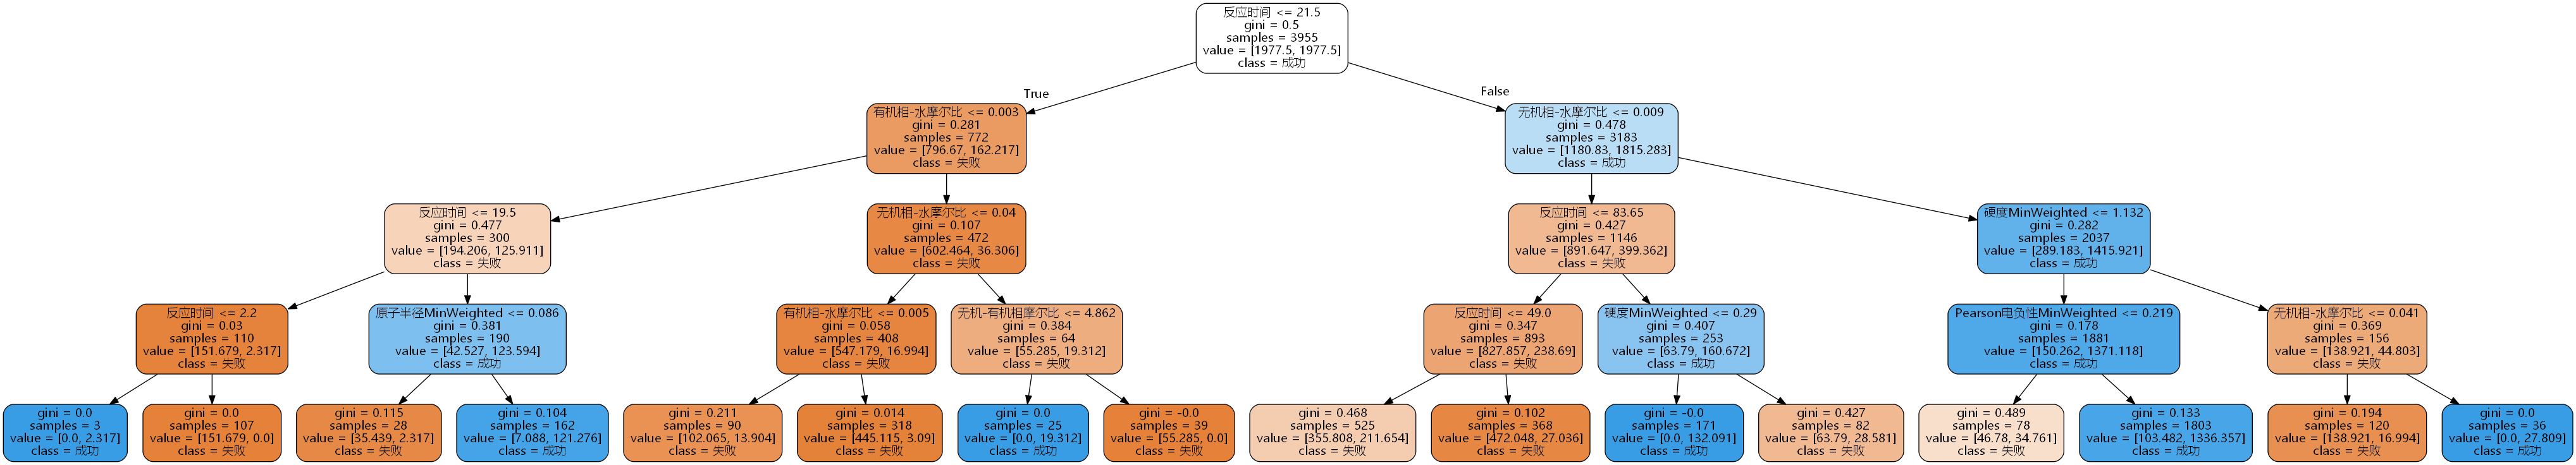 反应时间 <= 21.5
gini = 0.5
samples = 3955
value = [1977.5, 1977.5]
class = 成功
True
False
有机相-水摩尔比 <= 0.003
gini = 0.281
samples = 772
value = [796.67, 162.217]
class = 失败
无机相-水摩尔比 <= 0.009
gini = 0.478
samples = 3183
value = [1180.83, 1815.283]
class = 成功
反应时间 <= 19.5
gini = 0.477
samples = 300
value = [194.206, 125.911]
class = 失败
无机相-水摩尔比 <= 0.04
gini = 0.107
samples = 472
value = [602.464, 36.306]
class = 失败
反应时间 <= 83.65
gini = 0.427
samples = 1146
value = [891.647, 399.362]
class = 失败
硬度MinWeighted <= 1.132
gini = 0.282
samples = 2037
value = [289.183, 1415.921]
class = 成功
反应时间 <= 2.2
gini = 0.03
samples = 110
value = [151.679, 2.317]
class = 失败
原子半径MinWeighted <= 0.086
gini = 0.381
samples = 190
value = [42.527, 123.594]
class = 成功
有机相-水摩尔比 <= 0.005
gini = 0.058
samples = 408
value = [547.179, 16.994]
class = 失败
无机-有机相摩尔比 <= 4.862
gini = 0.384
samples = 64
value = [55.285, 19.312]
class = 失败
反应时间 <= 49.0
gini = 0.347
samples = 893
value = [827.857, 238.69]
class = 失败
硬度MinWeighted <= 0.29
gini = 0.407
samples = 253
value = [63.79, 160.672]
class = 成功
Pearson电负性MinWeighted <= 0.219
gini = 0.178
samples = 1881
value = [150.262, 1371.118]
class = 成功
无机相-水摩尔比 <= 0.041
gini = 0.369
samples = 156
value = [138.921, 44.803]
class = 失败
gini = 0.0
samples = 3
value = [0.0, 2.317]
class = 成功
gini = 0.0
samples = 107
value = [151.679, 0.0]
class = 失败
gini = 0.115
samples = 28
value = [35.439, 2.317]
class = 失败
gini = 0.104
samples = 162
value = [7.088, 121.276]
class = 成功
gini = 0.211
samples = 90
value = [102.065, 13.904]
class = 失败
gini = 0.014
samples = 318
value = [445.115, 3.09]
class = 失败
gini = 0.0
samples = 25
value = [0.0, 19.312]
class = 成功
gini = -0.0
samples = 39
value = [55.285, 0.0]
class = 失败
gini = 0.468
samples = 525
value = [355.808, 211.654]
class = 失败
gini = 0.102
samples = 368
value = [472.048, 27.036]
class = 失败
gini = -0.0
samples = 171
value = [0.0, 132.091]
class = 成功
gini = 0.427
samples = 82
value = [63.79, 28.581]
class = 失败
gini = 0.489
samples = 78
value = [46.78, 34.761]
class = 失败
gini = 0.133
samples = 1803
value = [103.482, 1336.357]
class = 成功
gini = 0.194
samples = 120
value = [138.921, 16.994]
class = 失败
gini = 0.0
samples = 36
value = [0.0, 27.809]
class = 成功